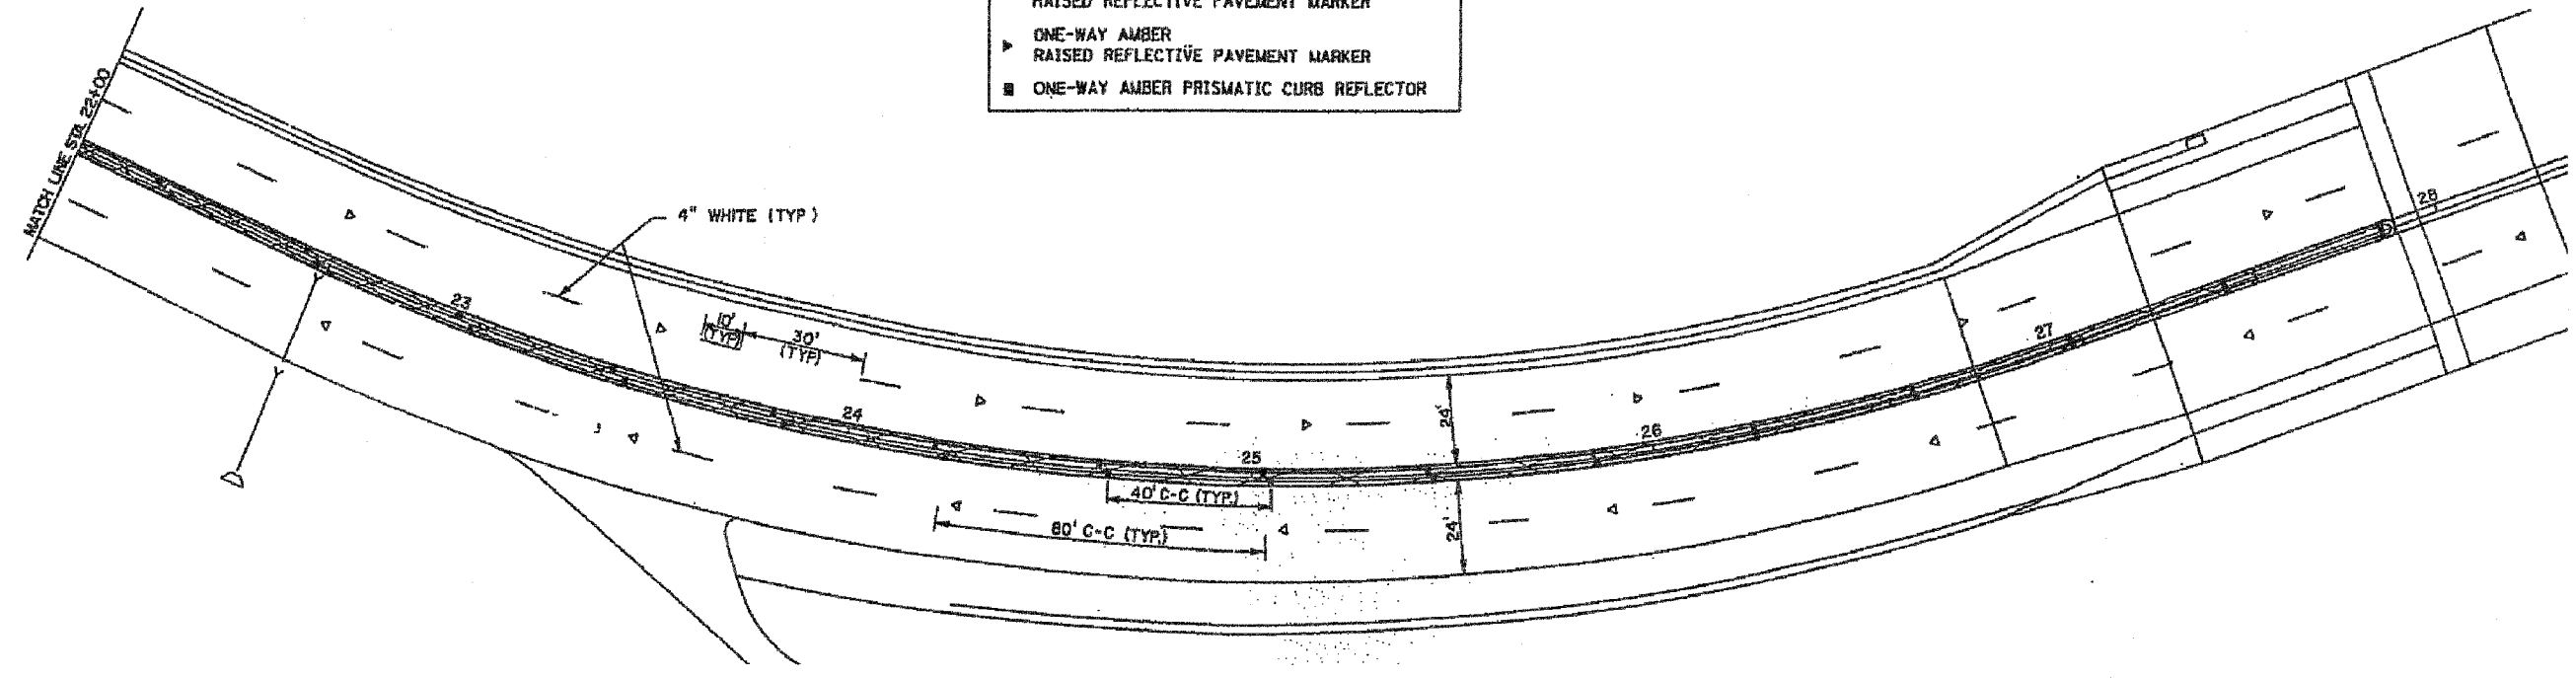 RAISED REFLECTIVE PAVEMENT MARKER
ONE-WAY AMBER
RAISED REFLECTIVE PAVEMENT MARKER
ONE-WAY AMBER PRISMATIC CURB REFLECTOR
MATCH LINE STA. 22+00
4" WHITE (TYP)
23
10'
(TYP)
30'
(TYP)
24
25
26
27
28
24'
24'
40' C-C (TYP.)
80' C-C (TYP.)
Y
Y